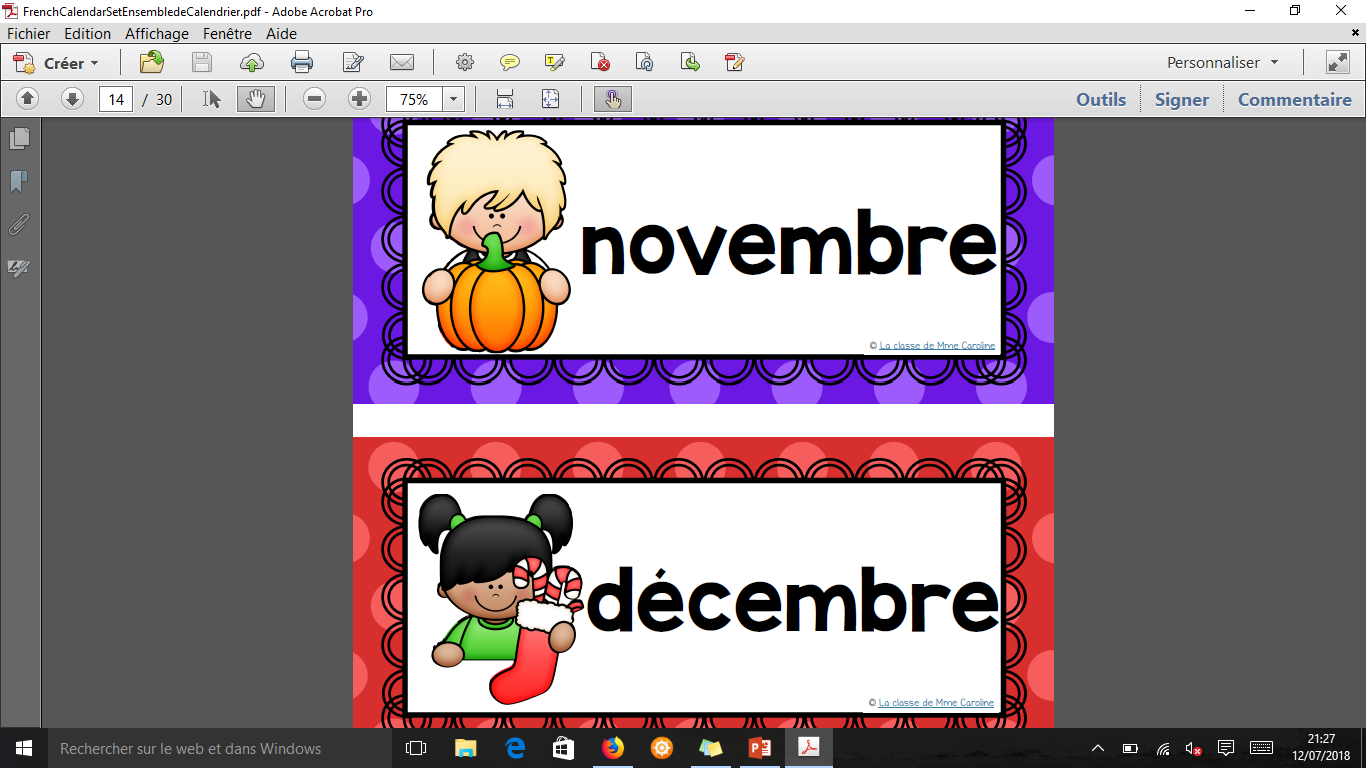 FrenchCalendarSetEnsembledeCalendrier.pdf - Adobe Acrobat Pro
Fichier Edition Affichage Fenêtre Aide
Créer Personnaliser
14 / 30 75% Outils Signer Commentaire
novembre
© La classe de Mme Caroline
décembre
© La classe de Mme Caroline
Rechercher sur le web et dans Windows
21:27
12/07/2018